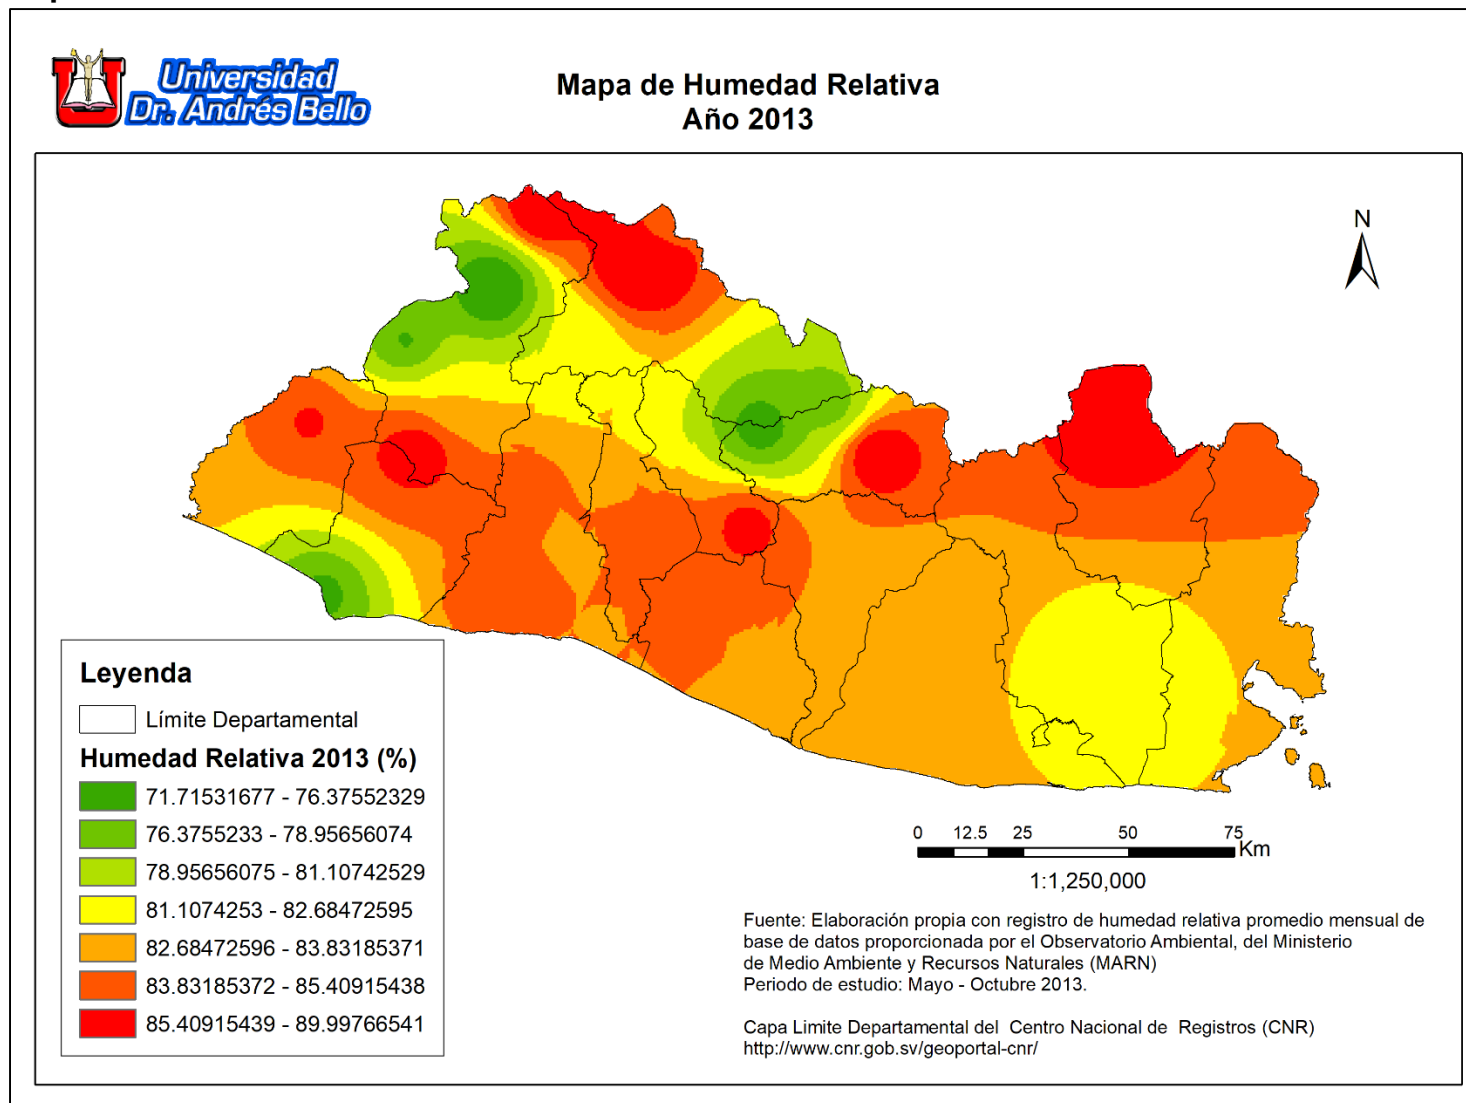 Universidad
Dr. Andrés Bello
Mapa de Humedad Relativa
Año 2013
N
Leyenda
Límite Departamental
Humedad Relativa 2013 (%)
71.71531677 - 76.37552329
76.3755233 - 78.95656074
78.95656075 - 81.10742529
81.1074253 - 82.68472595
82.68472596 - 83.83185371
83.83185372 - 85.40915438
85.40915439 - 89.99766541
0 12.5 25 50 75
Km
1:1,250,000
Fuente: Elaboración propia con registro de humedad relativa promedio mensual de
base de datos proporcionada por el Observatorio Ambiental, del Ministerio
de Medio Ambiente y Recursos Naturales (MARN)
Periodo de estudio: Mayo - Octubre 2013.
Capa Limite Departamental del Centro Nacional de Registros (CNR)
http://www.cnr.gob.sv/geoportal-cnr/